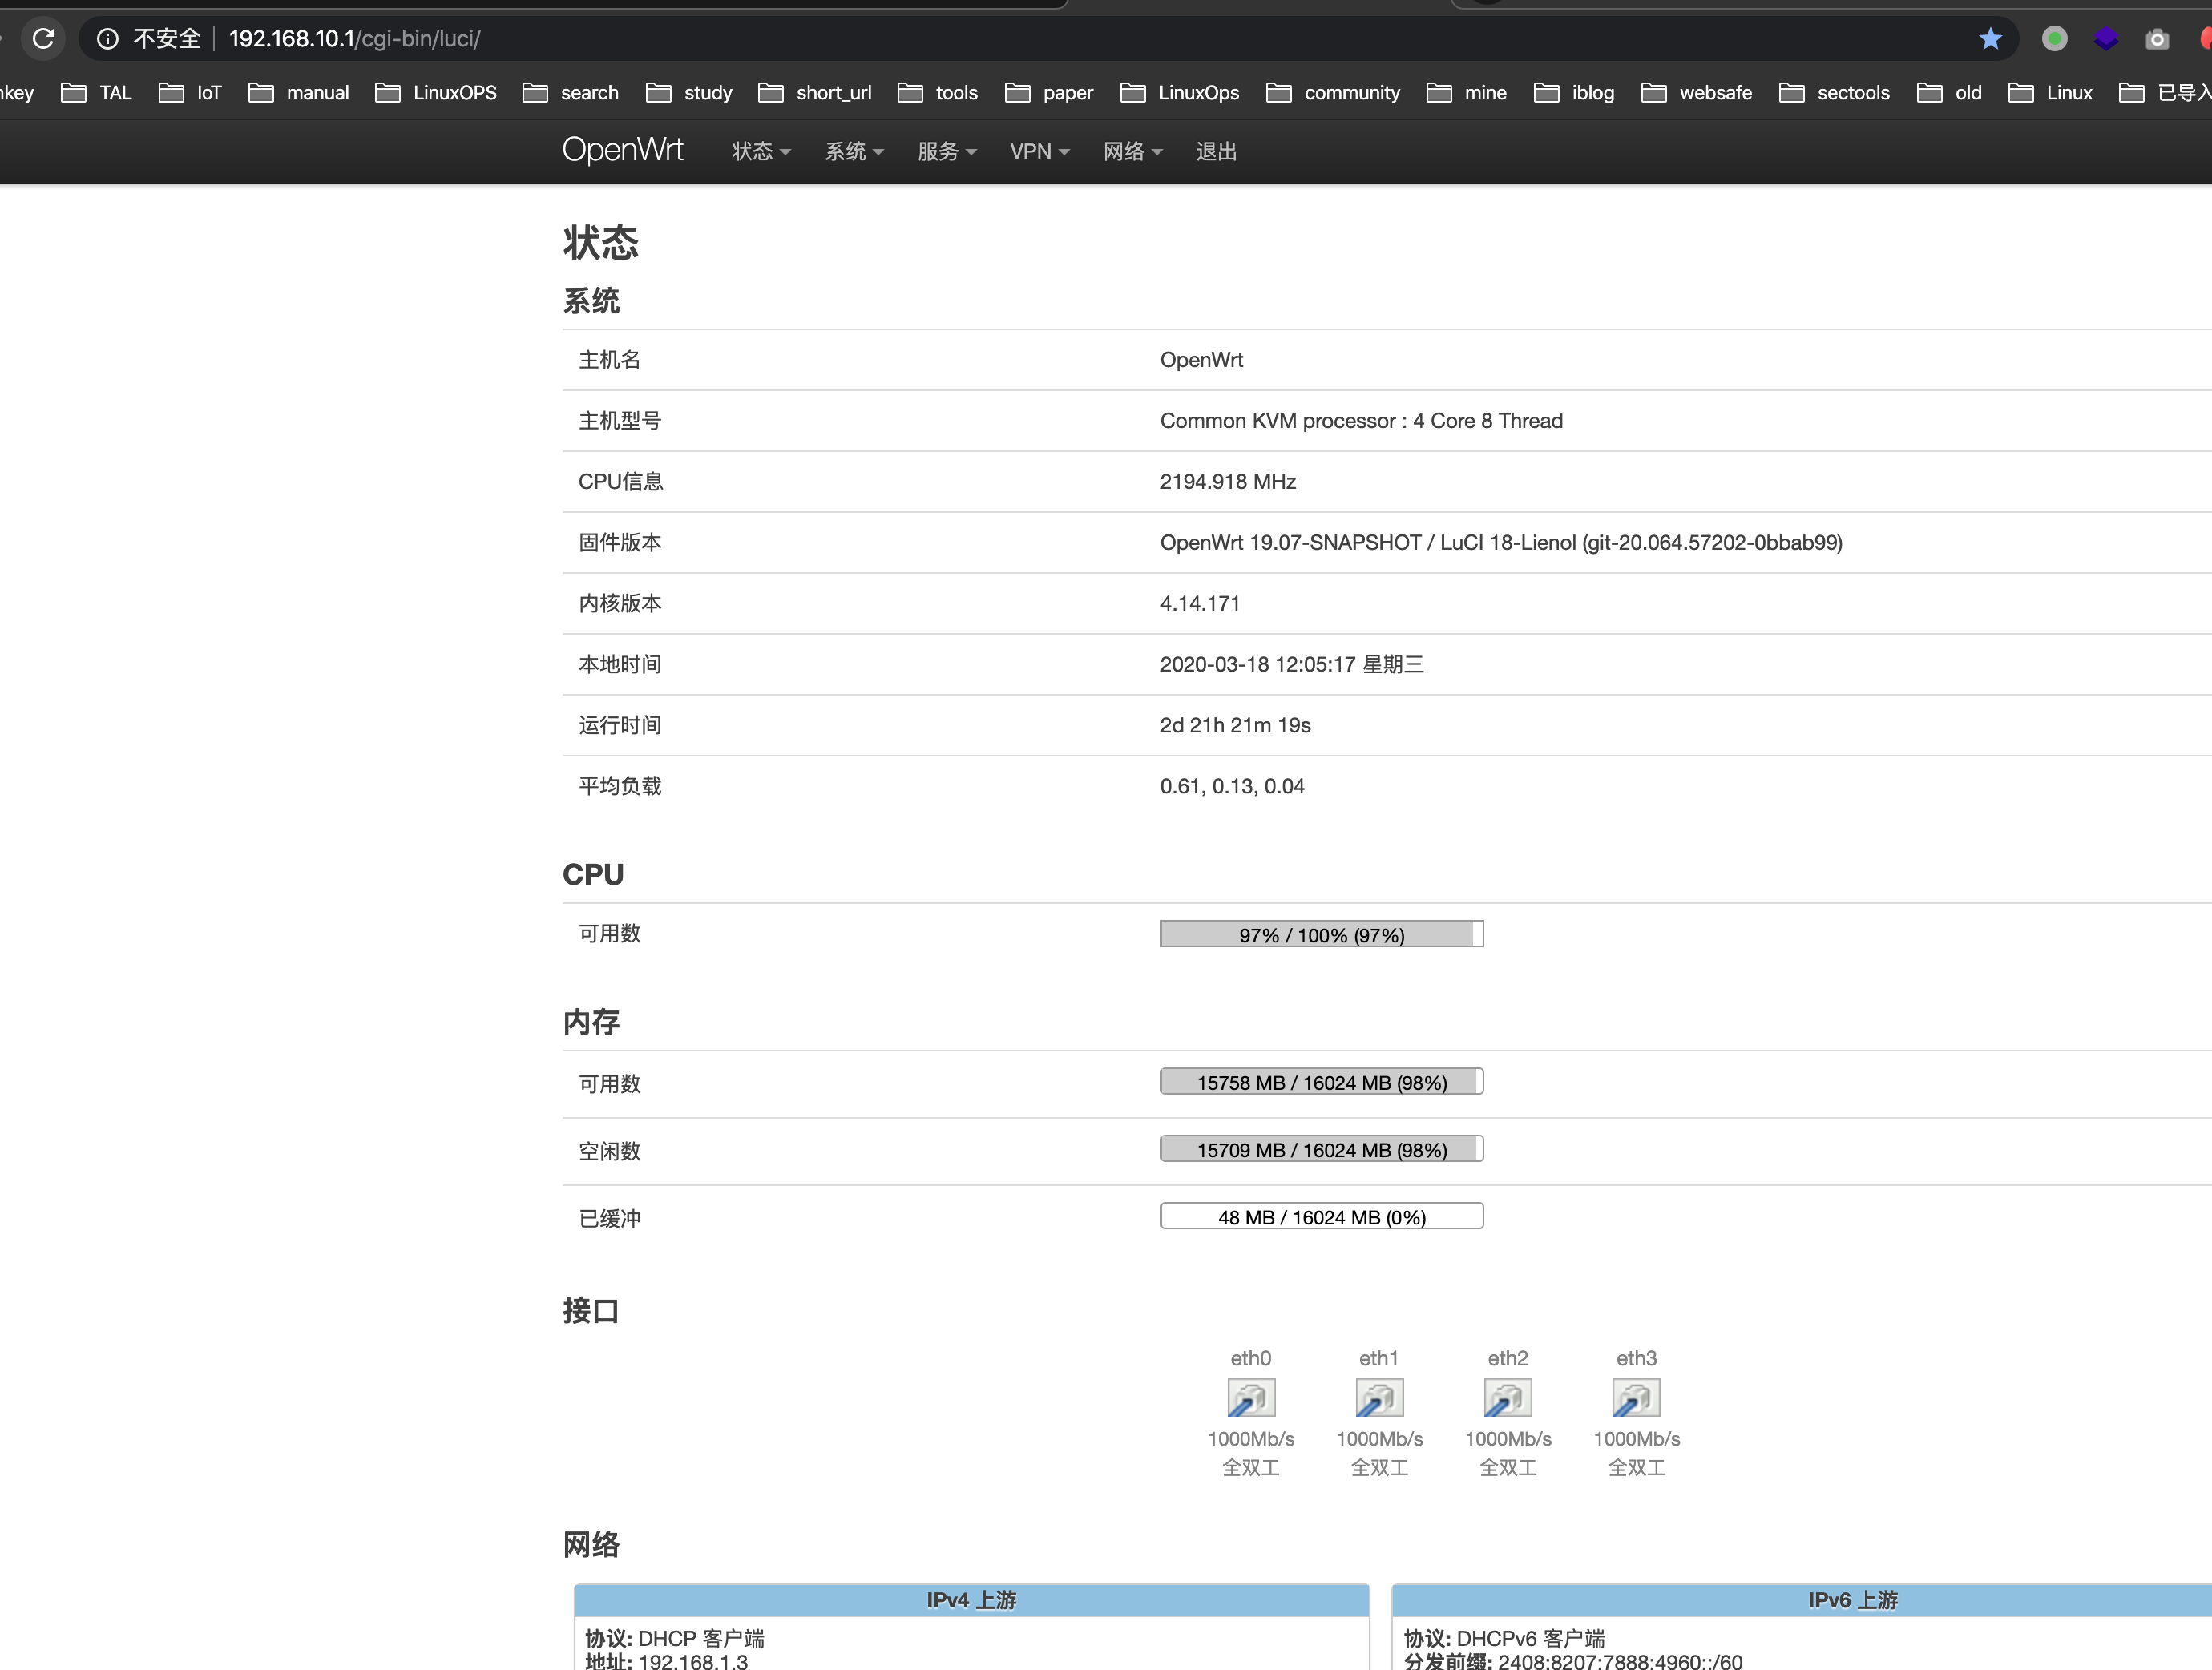 不安全 192.168.10.1/cgi-bin/luci/
nkey TAL IoT manual LinuxOPS search study short_url tools paper LinuxOps community mine iblog websafe sectools old Linux 已导入
OpenWrt 状态 系统 服务 VPN 网络 退出
状态
系统
主机名 OpenWrt
主机型号 Common KVM processor : 4 Core 8 Thread
CPU信息 2194.918 MHz
固件版本 OpenWrt 19.07-SNAPSHOT / LuCI 18-Lienol (git-20.064.57202-0bbab99)
内核版本 4.14.171
本地时间 2020-03-18 12:05:17 星期三
运行时间 2d 21h 21m 19s
平均负载 0.61, 0.13, 0.04
CPU
可用数 97% / 100% (97%)
内存
可用数 15758 MB / 16024 MB (98%)
空闲数 15709 MB / 16024 MB (98%)
已缓冲 48 MB / 16024 MB (0%)
接口
eth0 eth1 eth2 eth3
1000Mb/s 1000Mb/s 1000Mb/s 1000Mb/s
全双工 全双工 全双工 全双工
网络
IPv4 上游
协议: DHCP 客户端
地址: 192.168.1.3
IPv6 上游
协议: DHCPv6 客户端
分发前缀: 2408:8207:7888:4960::/60